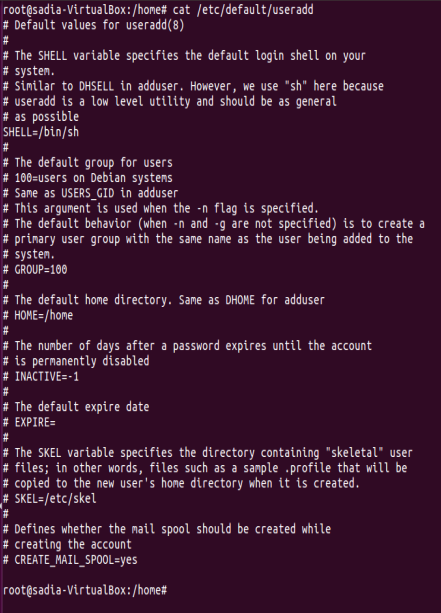 root@sadia-VirtualBox:/home# cat /etc/default/useradd
# Default values for useradd(8)
#
# The SHELL variable specifies the default login shell on your
# system.
# Similar to DHSELL in adduser. However, we use "sh" here because
# useradd is a low level utility and should be as general
# as possible
SHELL=/bin/sh
#
# The default group for users
# 100=users on Debian systems
# Same as USERS_GID in adduser
# This argument is used when the -n flag is specified.
# The default behavior (when -n and -g are not specified) is to create a
# primary user group with the same name as the user being added to the
# system.
# GROUP=100
#
# The default home directory. Same as DHOME for adduser
# HOME=/home
#
# The number of days after a password expires until the account
# is permanently disabled
# INACTIVE=-1
#
# The default expire date
# EXPIRE=
#
# The SKEL variable specifies the directory containing "skeletal" user
# files; in other words, files such as a sample .profile that will be
# copied to the new user's home directory when it is created.
# SKEL=/etc/skel
#
# Defines whether the mail spool should be created while
# creating the account
# CREATE_MAIL_SPOOL=yes
root@sadia-VirtualBox:/home#